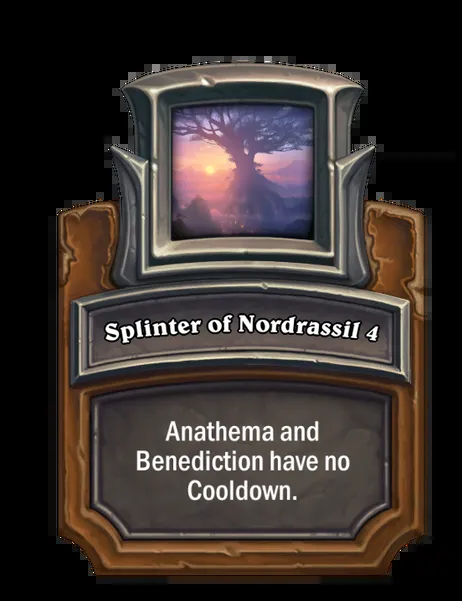 Splinter of Nordrassil 4
Anathema and
Benediction have no
Cooldown.